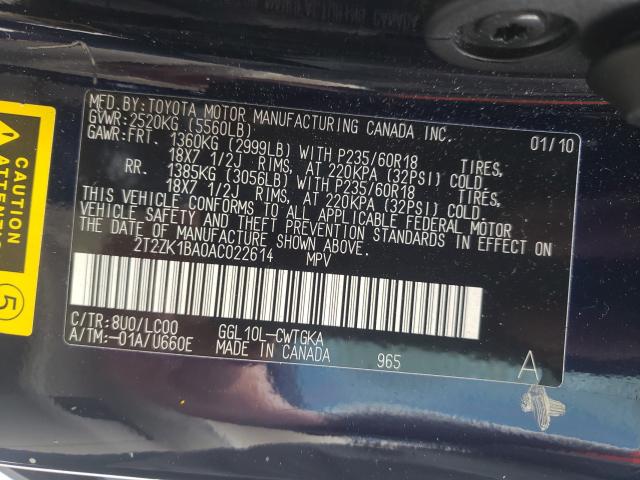 MFD.BY:TOYOTA MOTOR MANUFACTURING CANADA INC.
GVWR:2520KG (5560LB) 01/10
GAWR:FRT. 1360KG (2999LB) WITH P235/60R18 TIRES,
18X7 1/2J RIMS, AT 220KPA (32PSI) COLD.
RR. 1385KG (3056LB) WITH P235/60R18 TIRES,
18X7 1/2J RIMS, AT 220KPA (32PSI) COLD.
THIS VEHICLE CONFORMS TO ALL APPLICABLE FEDERAL MOTOR
VEHICLE SAFETY AND THEFT PREVENTION STANDARDS IN EFFECT ON
THE DATE OF MANUFACTURE SHOWN ABOVE.
2T2ZK1BA0AC022614 MPV
C/TR:8U0/LC00 GGL10L-CWTGKA
A/TM:-01A/U660E MADE IN CANADA 965 A
5